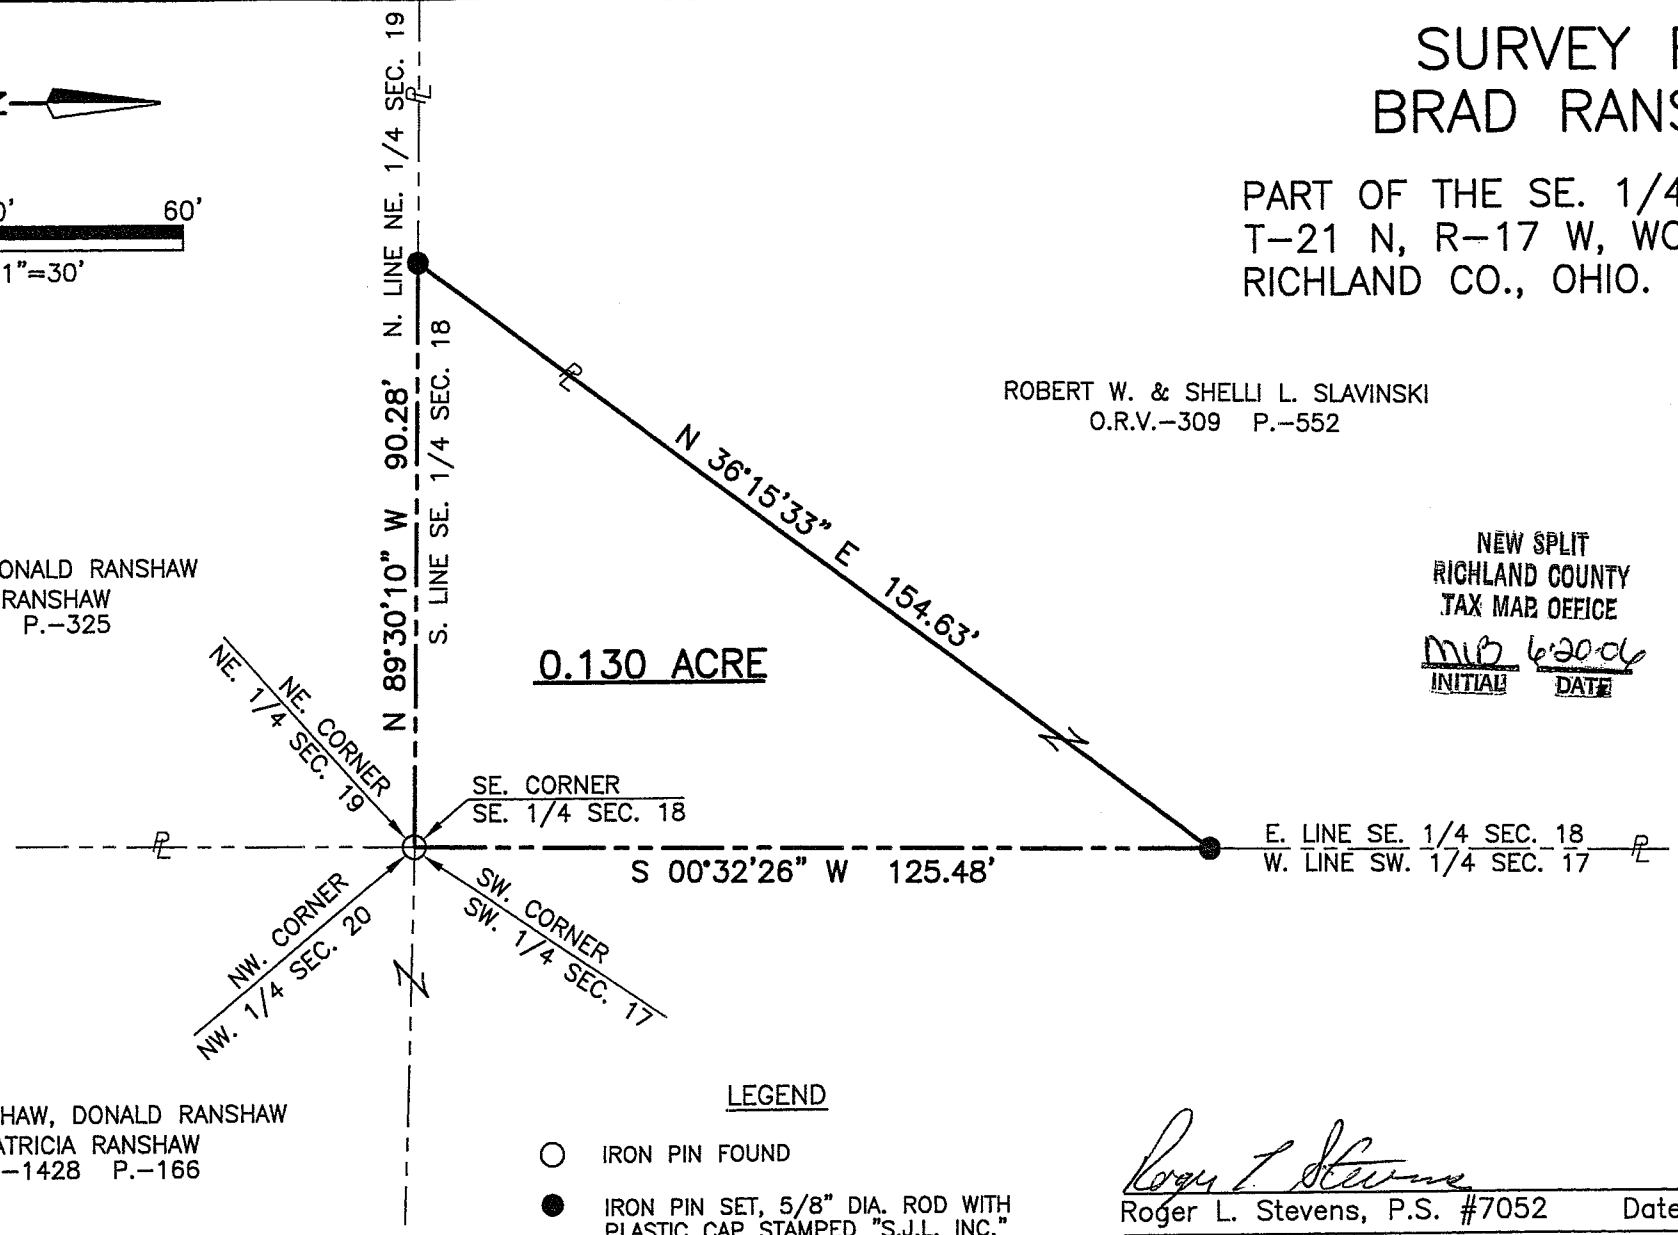 SURVEY
BRAD
PART OF THE SE. 1/4
T-21 N, R-17 W,
RICHLAND CO., OHIO.
60'
1"=30'
N. LINE NE. 1/4 SEC. 19
S. LINE SE. 1/4 SEC. 18
N 89°30'10" W 90.28'
N 36°15'33" E 154.63'
ROBERT W. & SHELLI L. SLAVINSKI
O.R.V.-309 P.-552
NEW SPLIT
RICHLAND COUNTY
TAX MAP OFFICE
MIB 6-20-06
INITIAL DATE
RANSHAW
RANSHAW
P.-325
0.130 ACRE
NE. CORNER
NE. 1/4 SEC. 19
SE. CORNER
SE. 1/4 SEC. 18
S 00°32'26" W 125.48'
E. LINE SE. 1/4 SEC. 18
W. LINE SW. 1/4 SEC. 17
NW. CORNER
NW. 1/4 SEC. 20
SW. CORNER
SW. 1/4 SEC. 17
DONALD RANSHAW
RANSHAW
-1428 P.-166
LEGEND
IRON PIN FOUND
IRON PIN SET, 5/8" DIA. ROD WITH
PLASTIC CAP STAMPED "S.J.L. INC."
Roger L. Stevens
Roger L. Stevens, P.S. #7052 Date